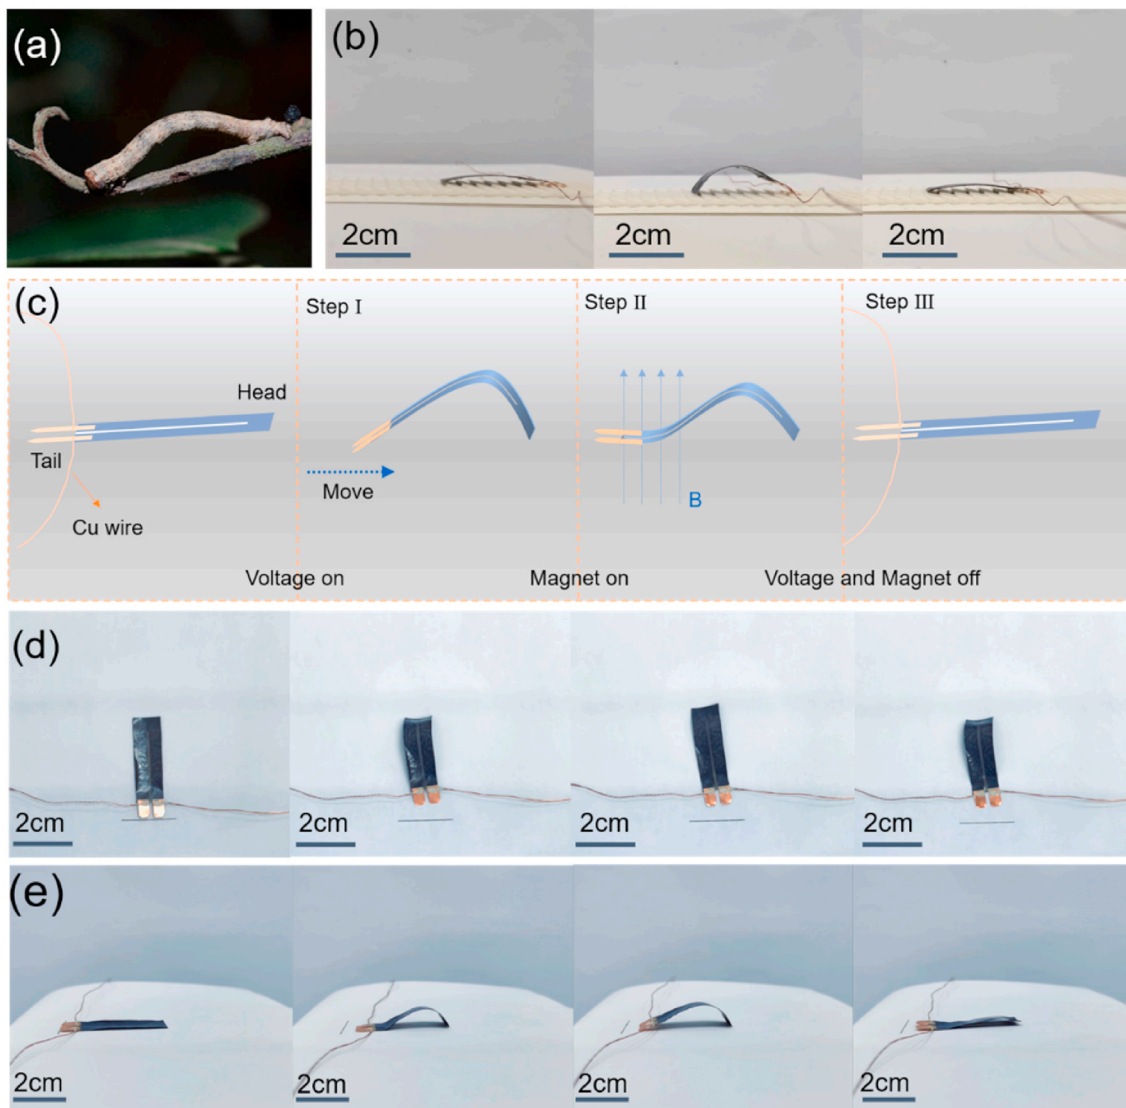 (a)
(b)
2cm
2cm
2cm
(c)
Step I
Step II
Step III
Head
Tail
Move
B
Cu wire
Voltage on
Magnet on
Voltage and Magnet off
(d)
2cm
2cm
2cm
2cm
(e)
2cm
2cm
2cm
2cm